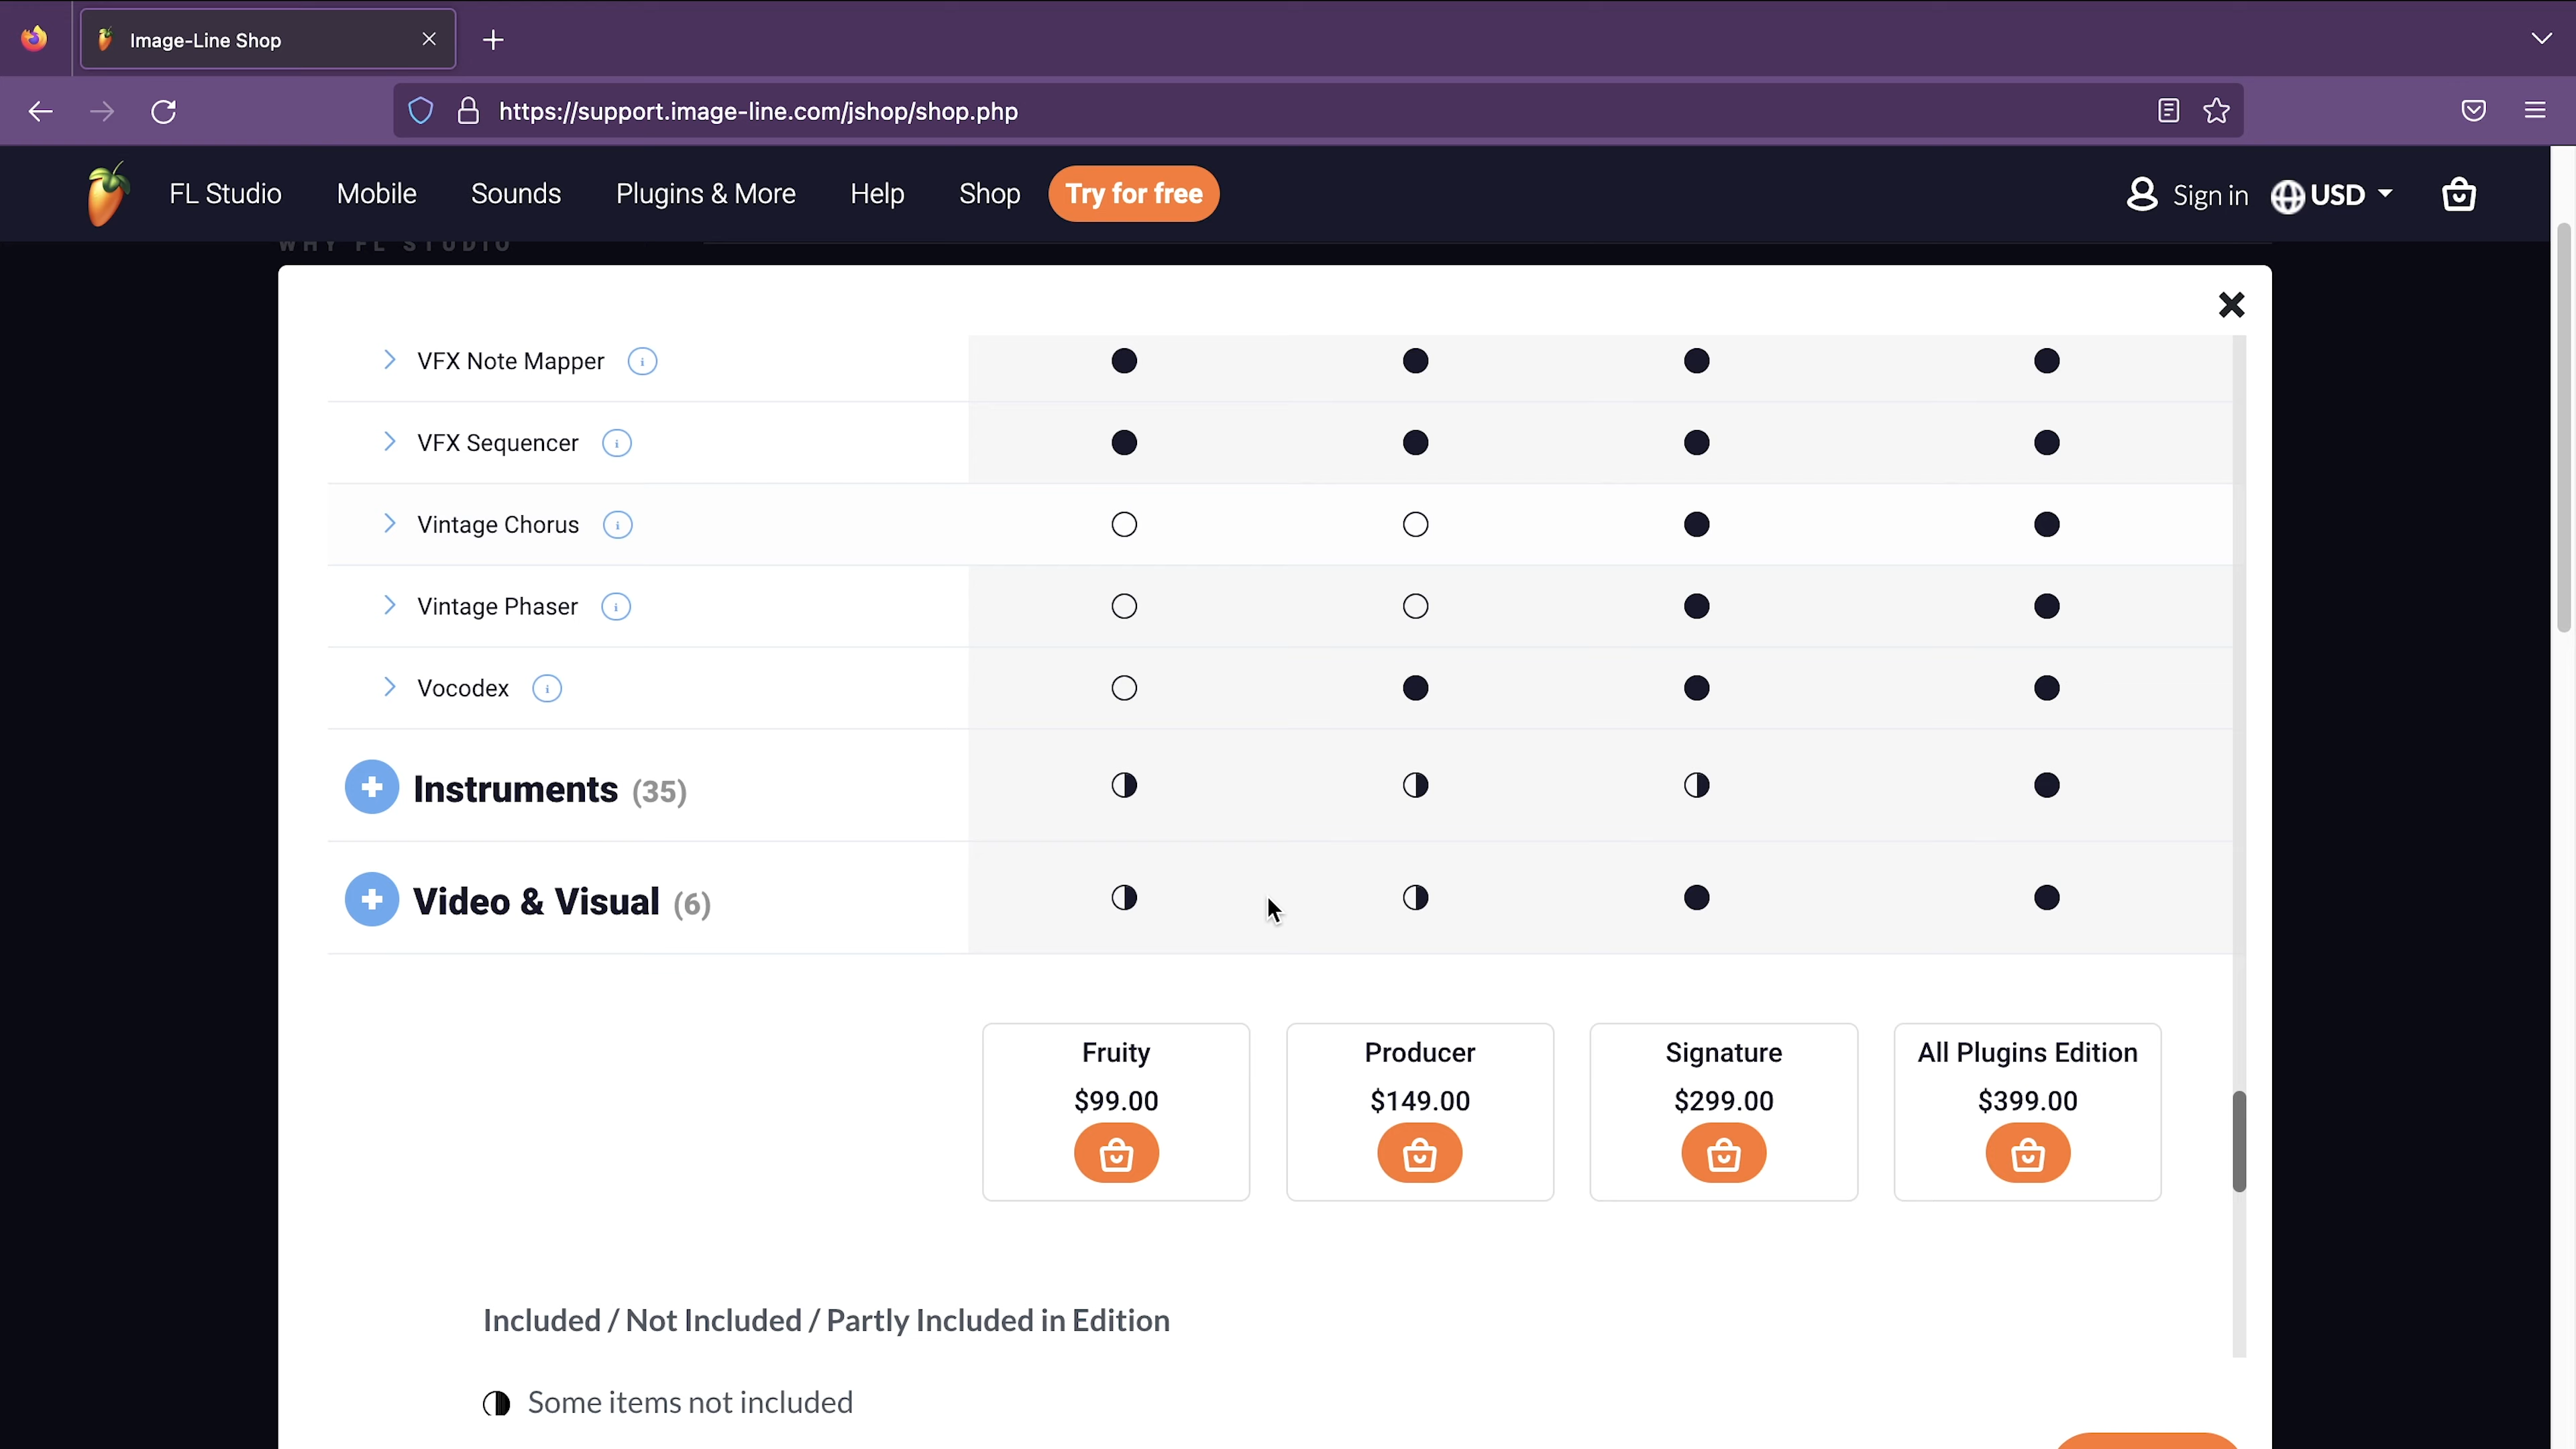 Image-Line Shop
https://support.image-line.com/jshop/shop.php
FL Studio Mobile Sounds Plugins & More Help Shop Try for free Sign in USD
WHY FL STUDIO
VFX Note Mapper
VFX Sequencer
Vintage Chorus
Vintage Phaser
Vocodex
Instruments (35)
Video & Visual (6)
Fruity Producer Signature All Plugins Edition
$99.00 $149.00 $299.00 $399.00
Included / Not Included / Partly Included in Edition
Some items not included